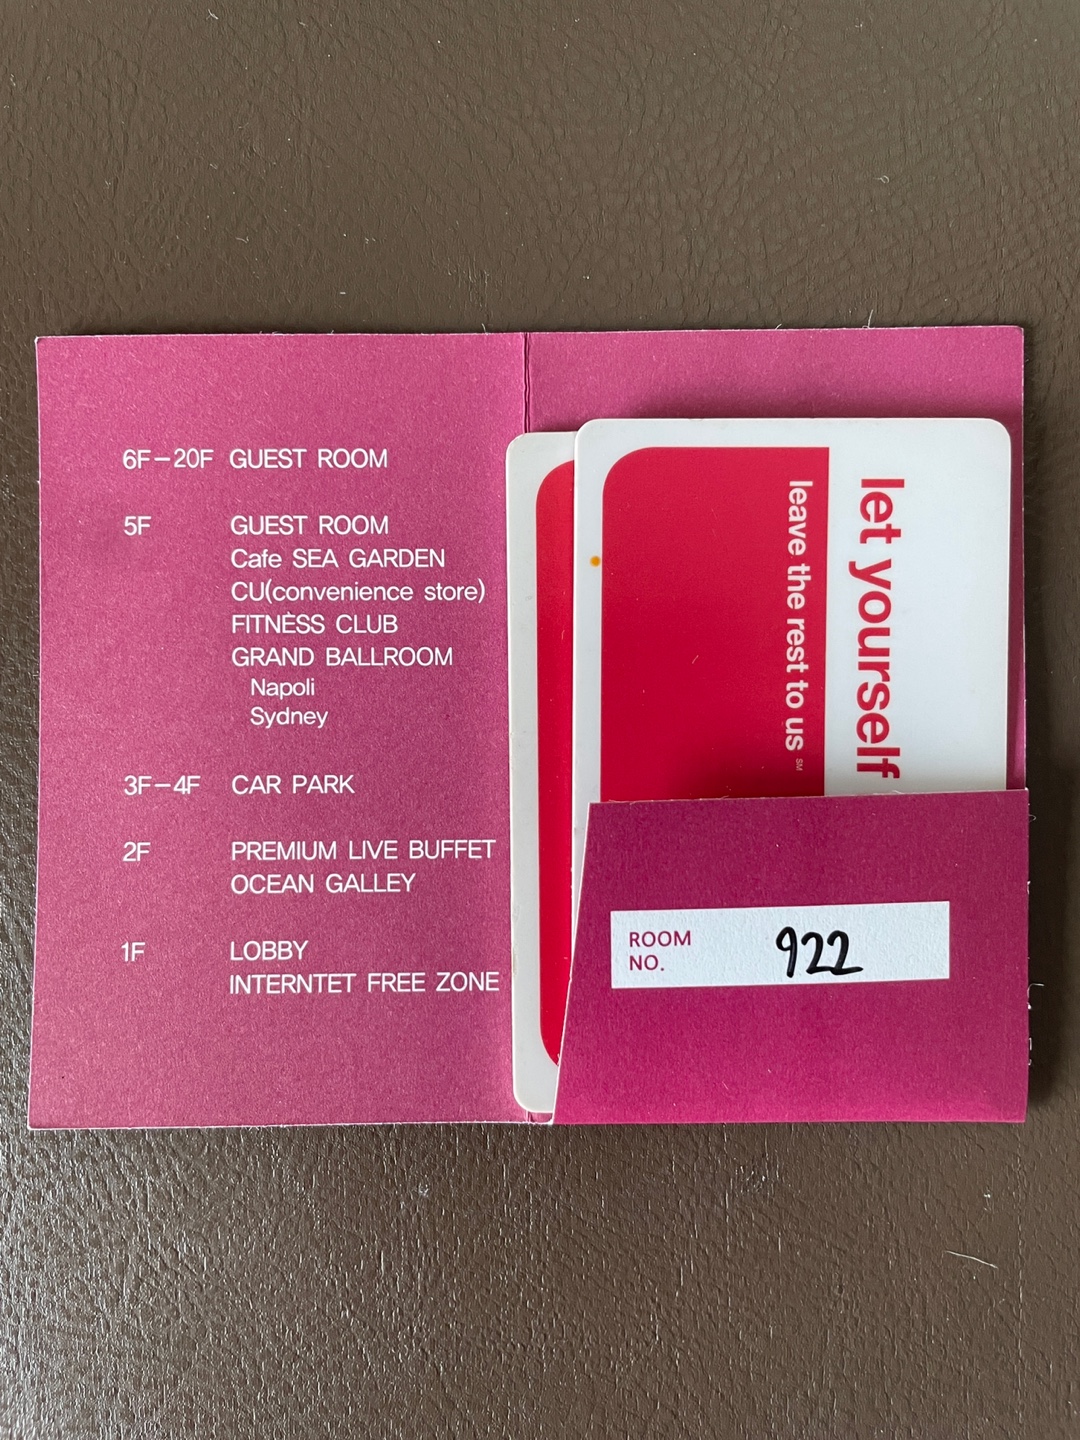 6F-20F GUEST ROOM
5F GUEST ROOM
Cafe SEA GARDEN
CU(convenience store)
FITNESS CLUB
GRAND BALLROOM
Napoli
Sydney
3F-4F CAR PARK
2F PREMIUM LIVE BUFFET
OCEAN GALLEY
1F LOBBY
INTERNTET FREE ZONE
let yourself
leave the rest to us℠
ROOM
NO. 922